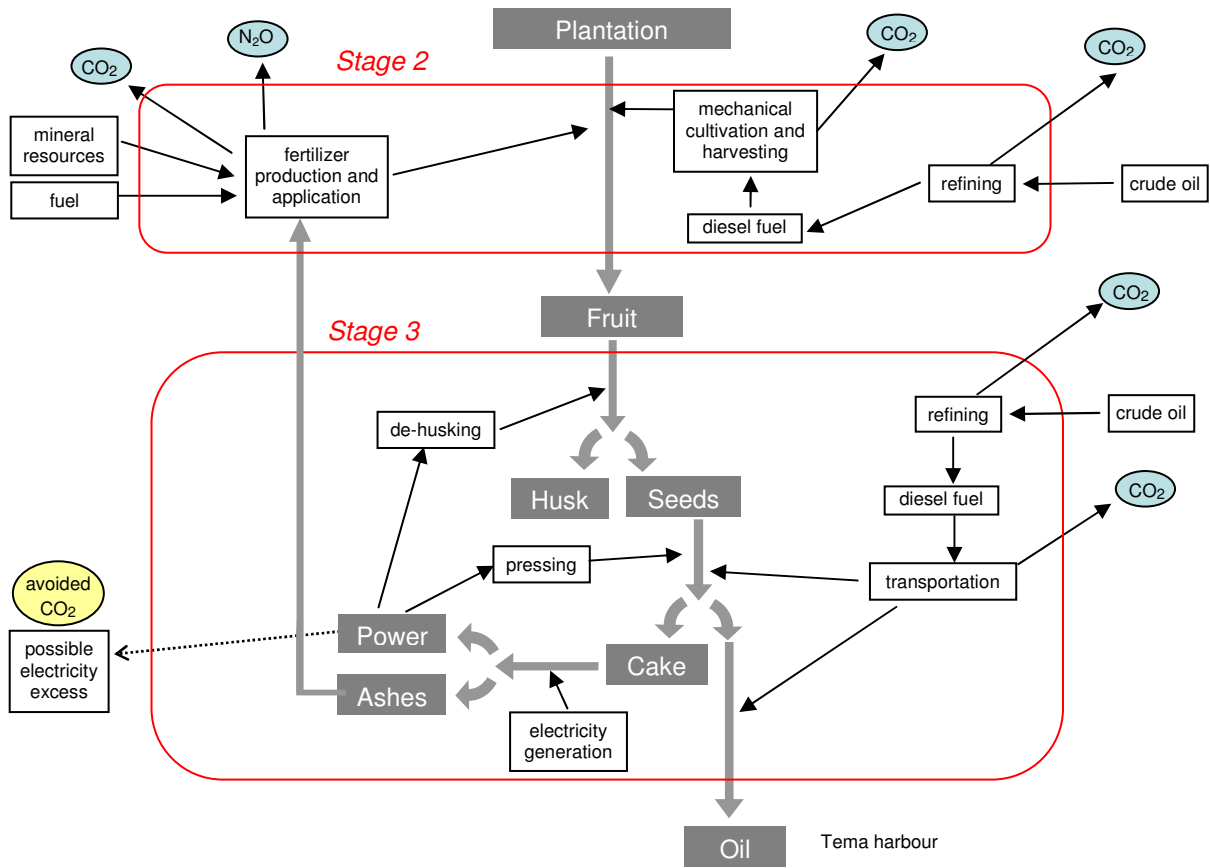 Plantation
N₂O
CO₂
CO₂
CO₂
Stage 2
mineral
resources
fuel
fertilizer
production and
application
mechanical
cultivation and
harvesting
diesel fuel
refining
crude oil
Fruit
CO₂
Stage 3
de-husking
refining
crude oil
Husk
Seeds
diesel fuel
CO₂
pressing
transportation
avoided
CO₂
possible
electricity
excess
Power
Cake
Ashes
electricity
generation
Oil
Tema harbour